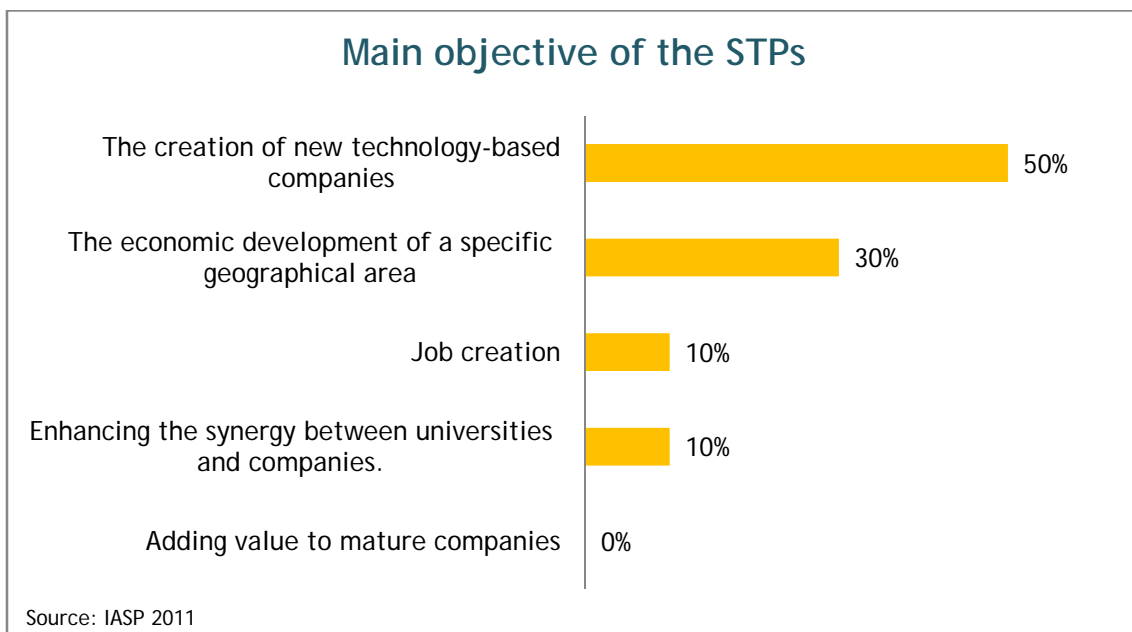 Main objective of the STPs
The creation of new technology-based
companies
50%
The economic development of a specific
geographical area
30%
Job creation
10%
Enhancing the synergy between universities
and companies.
10%
Adding value to mature companies
0%
Source: IASP 2011